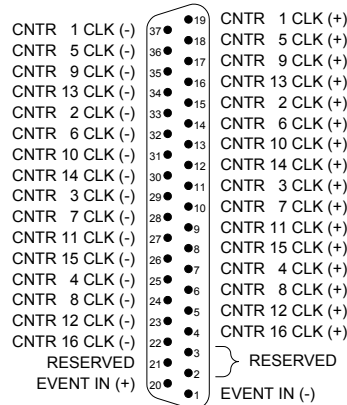 CNTR 1 CLK (-) 37 19 CNTR 1 CLK (+)
CNTR 5 CLK (-) 36 18 CNTR 5 CLK (+)
CNTR 9 CLK (-) 35 17 CNTR 9 CLK (+)
CNTR 13 CLK (-) 34 16 CNTR 13 CLK (+)
CNTR 2 CLK (-) 33 15 CNTR 2 CLK (+)
CNTR 6 CLK (-) 32 14 CNTR 6 CLK (+)
CNTR 10 CLK (-) 31 13 CNTR 10 CLK (+)
CNTR 14 CLK (-) 30 12 CNTR 14 CLK (+)
CNTR 3 CLK (-) 29 11 CNTR 3 CLK (+)
CNTR 7 CLK (-) 28 10 CNTR 7 CLK (+)
CNTR 11 CLK (-) 27 9 CNTR 11 CLK (+)
CNTR 15 CLK (-) 26 8 CNTR 15 CLK (+)
CNTR 4 CLK (-) 25 7 CNTR 4 CLK (+)
CNTR 8 CLK (-) 24 6 CNTR 8 CLK (+)
CNTR 12 CLK (-) 23 5 CNTR 12 CLK (+)
CNTR 16 CLK (-) 22 4 CNTR 16 CLK (+)
RESERVED 21 3 RESERVED
EVENT IN (+) 20 2
1 EVENT IN (-)